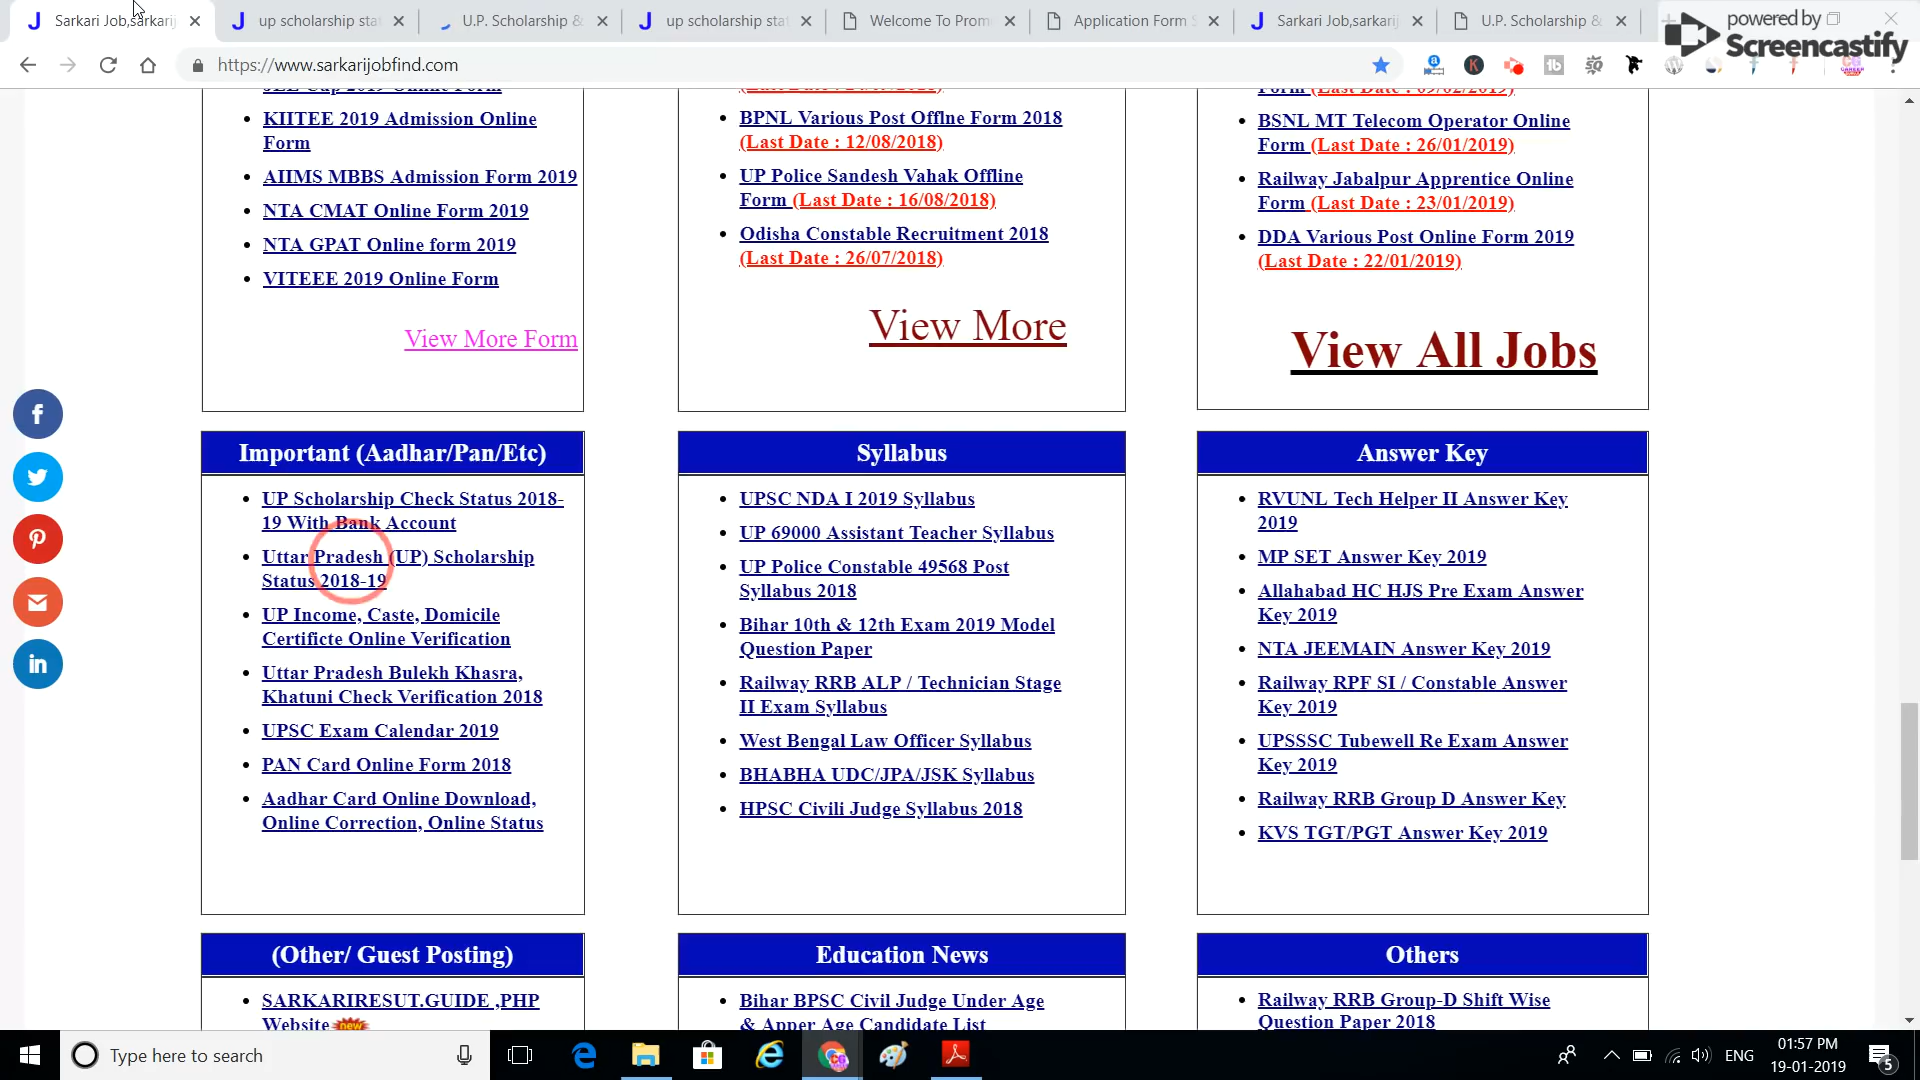 Sarkari Job,sarkarij
up scholarship stat
U.P. Scholarship &
up scholarship stat
Welcome To Prom
Application Form S
Sarkari Job,sarkarij
U.P. Scholarship &
powered by
Screencastify
https://www.sarkarijobfind.com
JEE Cup 2019 Online Form
KIITEE 2019 Admission Online
Form
AIIMS MBBS Admission Form 2019
NTA CMAT Online Form 2019
NTA GPAT Online form 2019
VITEEE 2019 Online Form
View More Form
BPNL Various Post Offlne Form 2018
(Last Date : 12/08/2018)
UP Police Sandesh Vahak Offline
Form (Last Date : 16/08/2018)
Odisha Constable Recruitment 2018
(Last Date : 26/07/2018)
View More
Form (Last Date : 09/02/2019)
BSNL MT Telecom Operator Online
Form (Last Date : 26/01/2019)
Railway Jabalpur Apprentice Online
Form (Last Date : 23/01/2019)
DDA Various Post Online Form 2019
(Last Date : 22/01/2019)
View All Jobs
Important (Aadhar/Pan/Etc)
UP Scholarship Check Status 2018-
19 With Bank Account
Uttar Pradesh (UP) Scholarship
Status 2018-19
UP Income, Caste, Domicile
Certificte Online Verification
Uttar Pradesh Bulekh Khasra,
Khatuni Check Verification 2018
UPSC Exam Calendar 2019
PAN Card Online Form 2018
Aadhar Card Online Download,
Online Correction, Online Status
Syllabus
UPSC NDA I 2019 Syllabus
UP 69000 Assistant Teacher Syllabus
UP Police Constable 49568 Post
Syllabus 2018
Bihar 10th & 12th Exam 2019 Model
Question Paper
Railway RRB ALP / Technician Stage
II Exam Syllabus
West Bengal Law Officer Syllabus
BHABHA UDC/JPA/JSK Syllabus
HPSC Civili Judge Syllabus 2018
Answer Key
RVUNL Tech Helper II Answer Key
2019
MP SET Answer Key 2019
Allahabad HC HJS Pre Exam Answer
Key 2019
NTA JEEMAIN Answer Key 2019
Railway RPF SI / Constable Answer
Key 2019
UPSSSC Tubewell Re Exam Answer
Key 2019
Railway RRB Group D Answer Key
KVS TGT/PGT Answer Key 2019
(Other/ Guest Posting)
SARKARIRESUT.GUIDE ,PHP
Website new
Education News
Bihar BPSC Civil Judge Under Age
& Apper Age Candidate List
Others
Railway RRB Group-D Shift Wise
Question Paper 2018
Type here to search
ENG
01:57 PM
19-01-2019
5